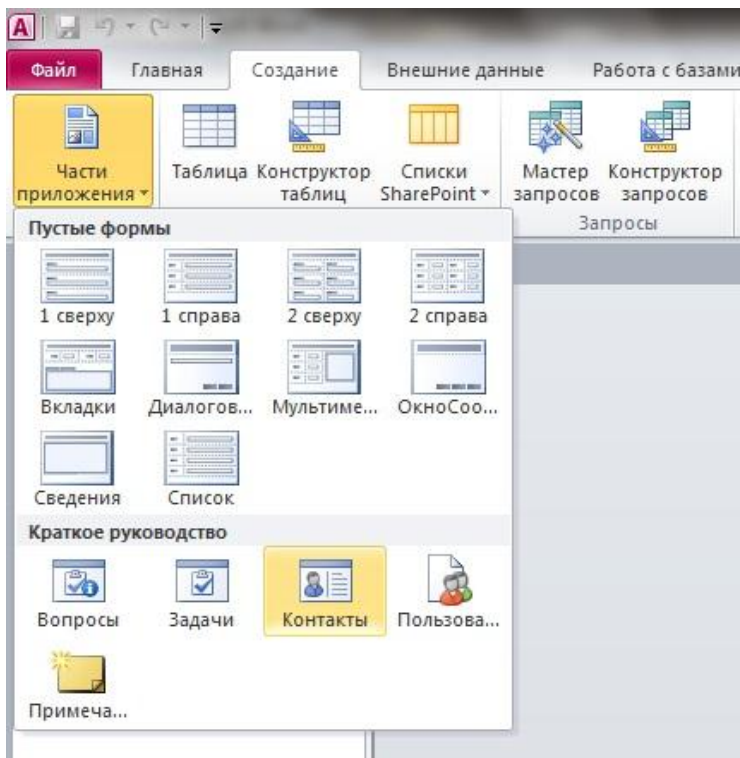 A
Файл Главная Создание Внешние данные Работа с базами
Части приложения
Таблица
Конструктор таблиц
Списки SharePoint
Мастер запросов
Конструктор запросов
Запросы
Пустые формы
1 сверху 1 справа 2 сверху 2 справа
Вкладки Диалогов... Мультиме... ОкноСоо...
Сведения Список
Краткое руководство
Вопросы Задачи Контакты Пользова...
Примеча...